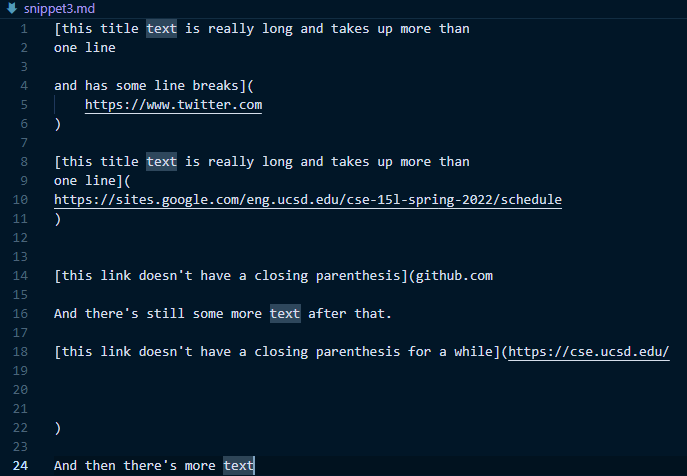 snippet3.md
1 [this title text is really long and takes up more than
2 one line
3
4 and has some line breaks](
5     https://www.twitter.com
6 )
7
8 [this title text is really long and takes up more than
9 one line](
10 https://sites.google.com/eng.ucsd.edu/cse-15l-spring-2022/schedule
11 )
12
13
14 [this link doesn't have a closing parenthesis](github.com
15
16 And there's still some more text after that.
17
18 [this link doesn't have a closing parenthesis for a while](https://cse.ucsd.edu/
19
20
21
22 )
23
24 And then there's more text